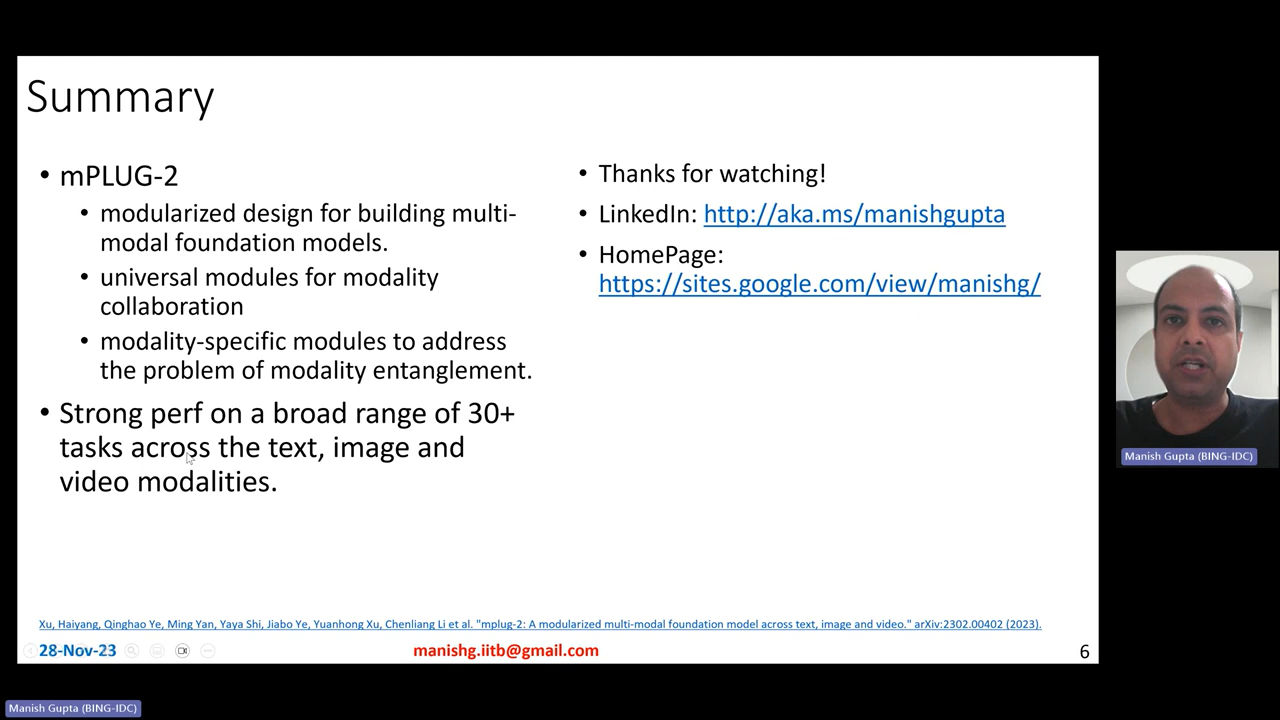 Summary
• mPLUG-2
• modularized design for building multi-
modal foundation models.
• universal modules for modality
collaboration
• modality-specific modules to address
the problem of modality entanglement.
• Strong perf on a broad range of 30+
tasks across the text, image and
video modalities.
• Thanks for watching!
• LinkedIn: http://aka.ms/manishgupta
• HomePage:
https://sites.google.com/view/manishg/
Manish Gupta (BING-IDC)
Xu, Haiyang, Qinghao Ye, Ming Yan, Yaya Shi, Jiabo Ye, Yuanhong Xu, Chenliang Li et al. "mplug-2: A modularized multi-modal foundation model across text, image and video." arXiv:2302.00402 (2023).
28-Nov-23
manishg.iitb@gmail.com
6
Manish Gupta (BING-IDC)